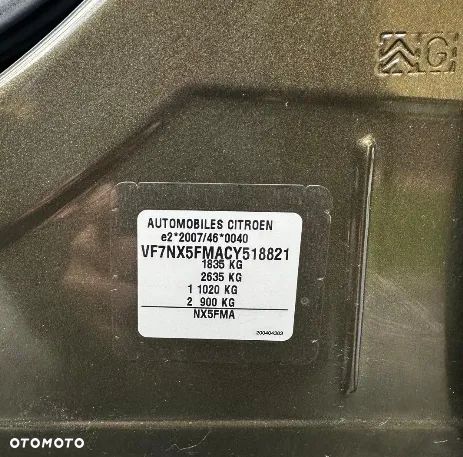 G
AUTOMOBILES CITROEN
e2*2007/46*0040
VF7NX5FMACY518821
1835 KG
2635 KG
1 1020 KG
2 900 KG
NX5FMA
200404303
OTOMOTO